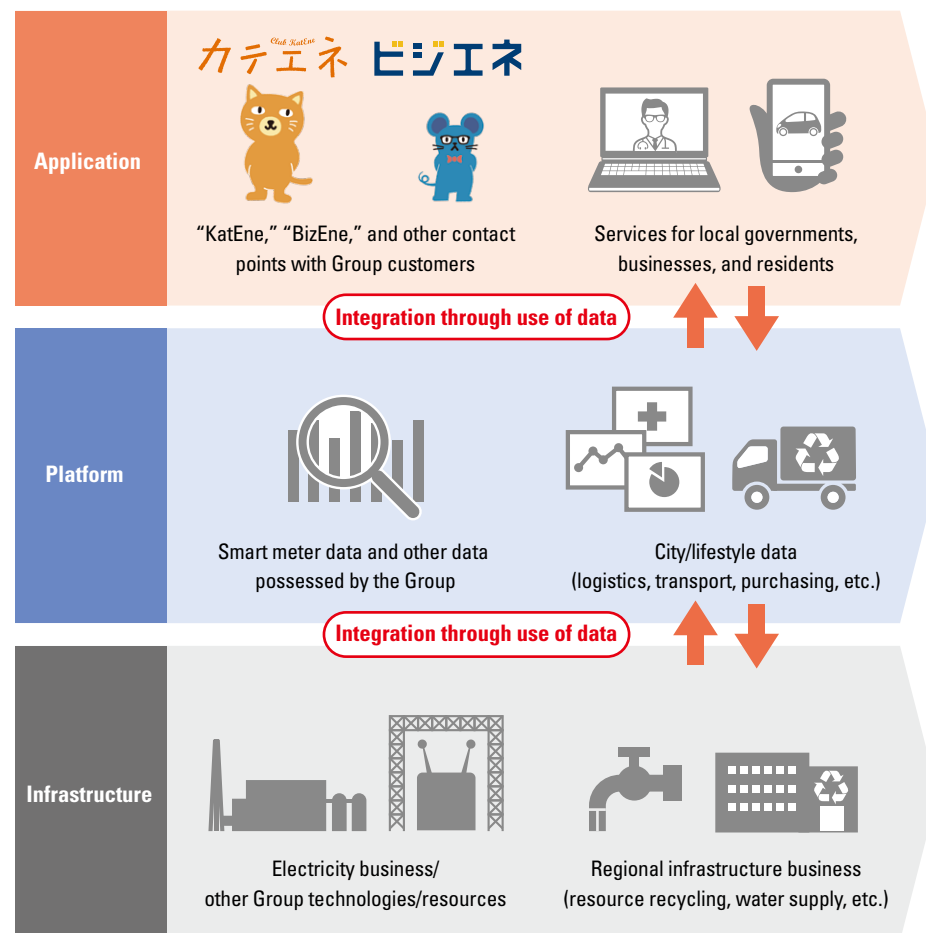 Application
Club KatEne
カテエネ ビジエネ
“KatEne,” “BizEne,” and other contact
points with Group customers
Services for local governments,
businesses, and residents
Integration through use of data
Platform
Smart meter data and other data
possessed by the Group
City/lifestyle data
(logistics, transport, purchasing, etc.)
Integration through use of data
Infrastructure
Electricity business/
other Group technologies/resources
Regional infrastructure business
(resource recycling, water supply, etc.)